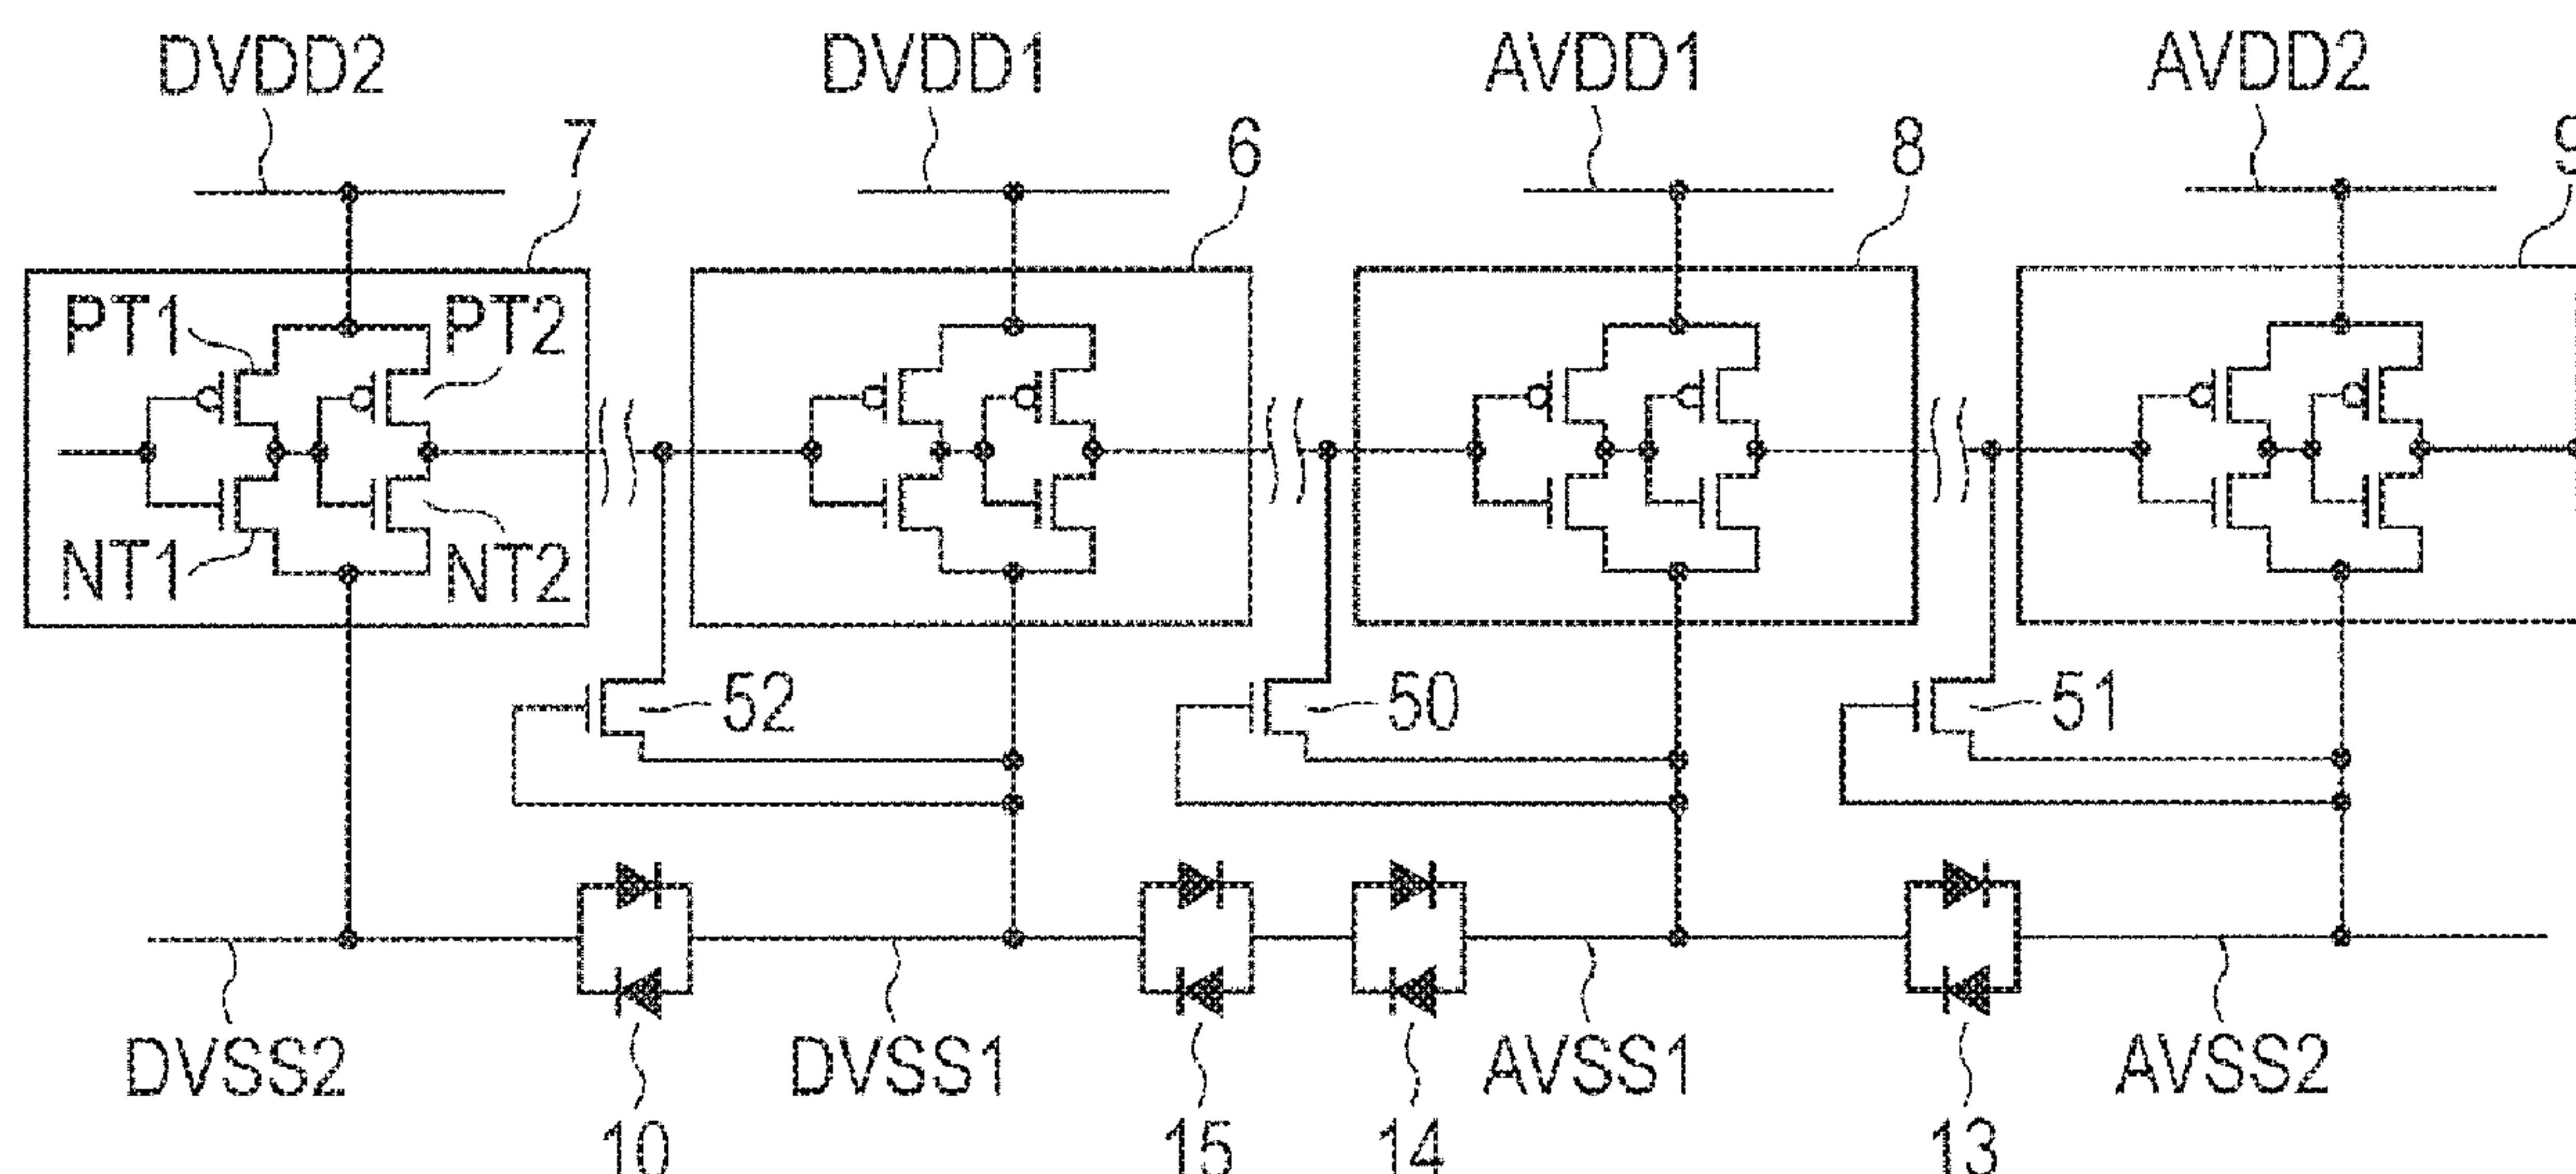 DVDD2
DVDD1
AVDD1
AVDD2
7
6
8
9
PT1
PT2
NT1
NT2
52
50
51
DVSS2
DVSS1
AVSS1
AVSS2
10
15
14
13